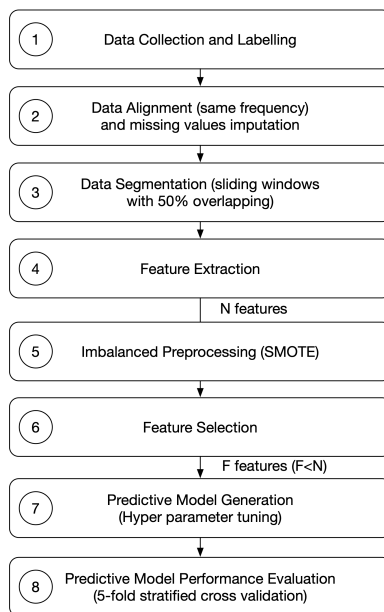 1
Data Collection and Labelling
2
Data Alignment (same frequency)
and missing values imputation
3
Data Segmentation (sliding windows
with 50% overlapping)
4
Feature Extraction
N features
5
Imbalanced Preprocessing (SMOTE)
6
Feature Selection
F features (F<N)
7
Predictive Model Generation
(Hyper parameter tuning)
8
Predictive Model Performance Evaluation
(5-fold stratified cross validation)